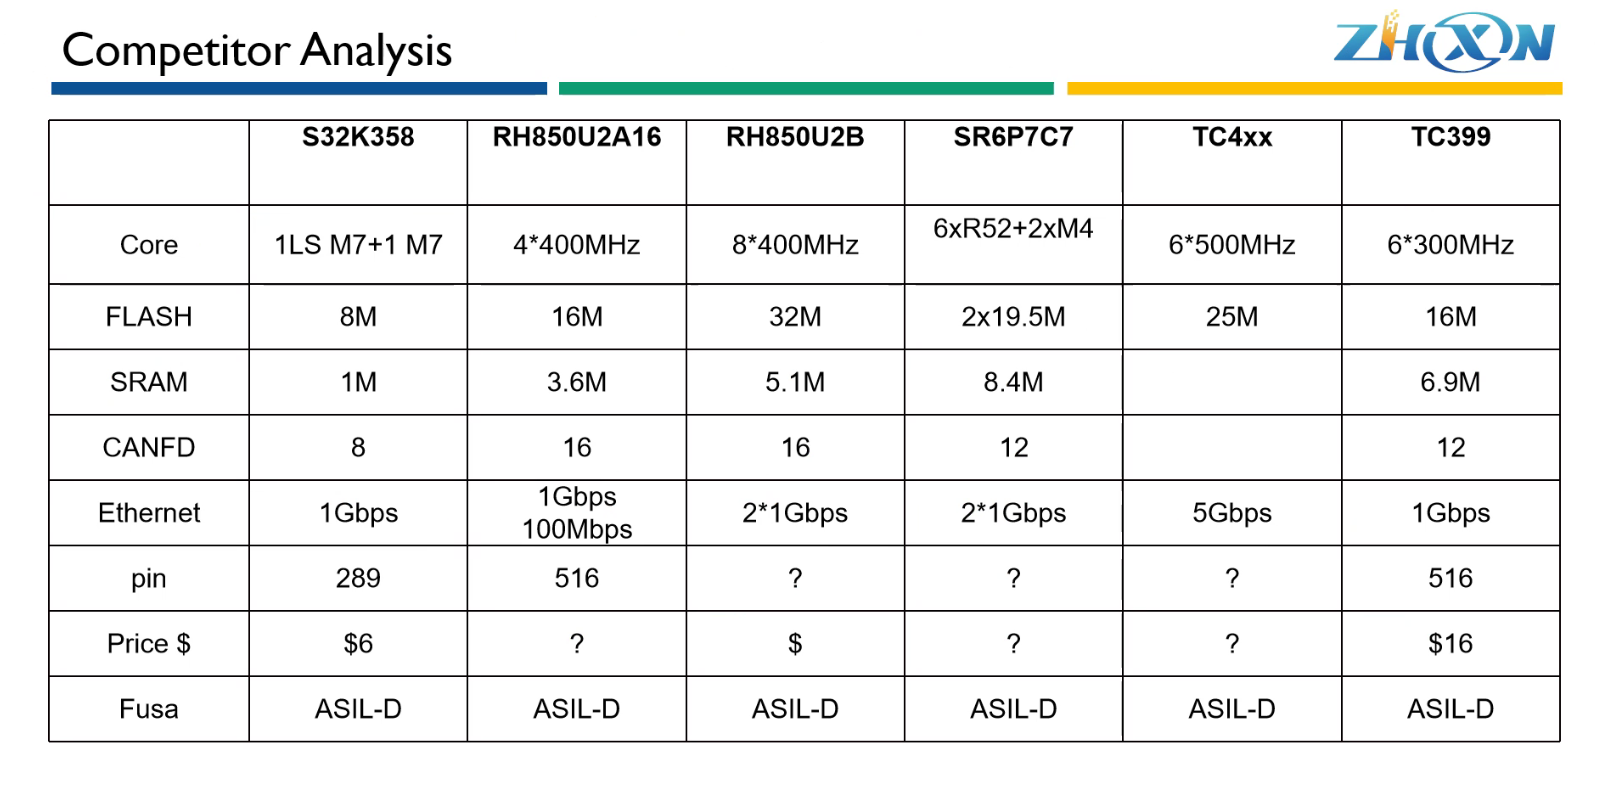 Competitor Analysis
ZHIXIN
S32K358 RH850U2A16 RH850U2B SR6P7C7 TC4xx TC399
Core 1LS M7+1 M7 4*400MHz 8*400MHz 6xR52+2xM4 6*500MHz 6*300MHz
FLASH 8M 16M 32M 2x19.5M 25M 16M
SRAM 1M 3.6M 5.1M 8.4M 6.9M
CANFD 8 16 16 12 12
Ethernet 1Gbps 1Gbps 100Mbps 2*1Gbps 2*1Gbps 5Gbps 1Gbps
pin 289 516 ? ? ? 516
Price $ $6 ? $ ? ? $16
Fusa ASIL-D ASIL-D ASIL-D ASIL-D ASIL-D ASIL-D